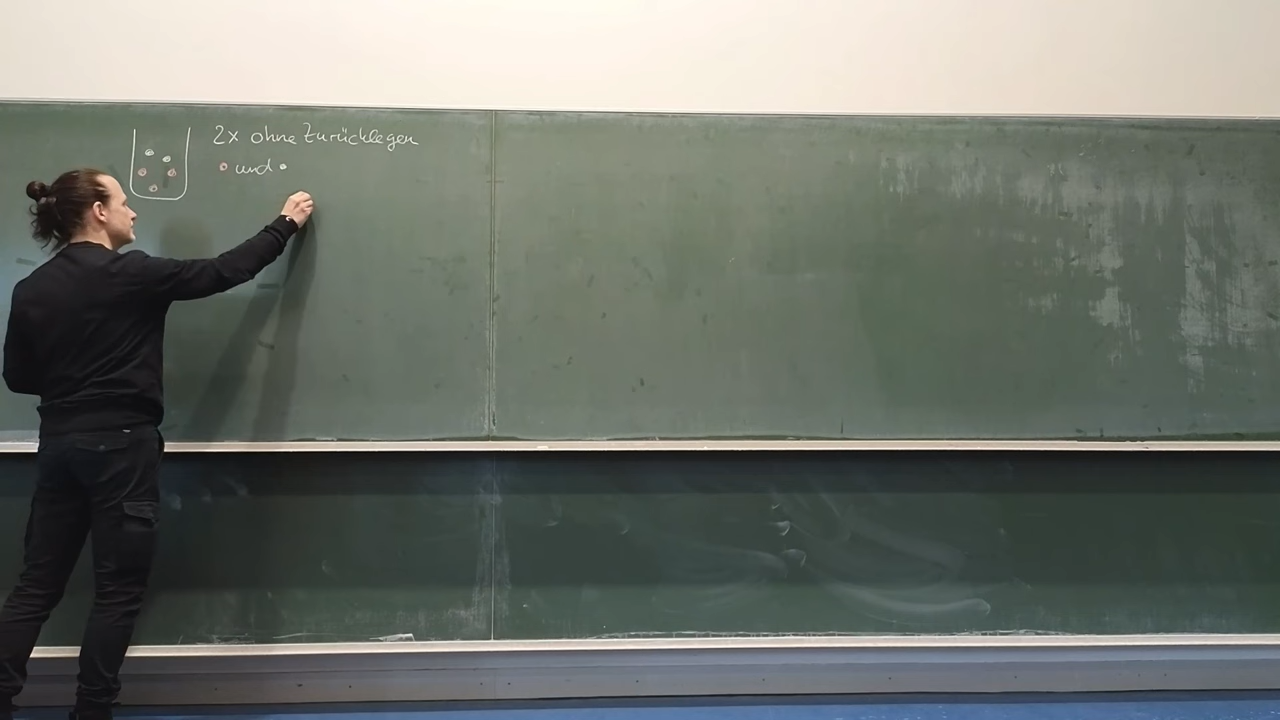 2x ohne Zurücklegen
• und •